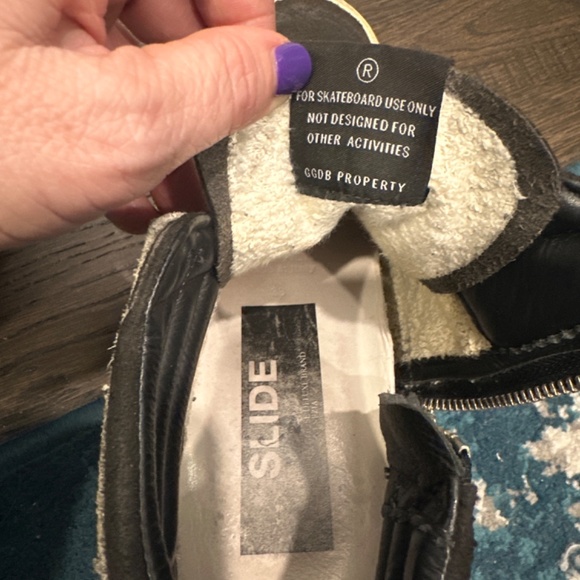 ®
FOR SKATEBOARD USE ONLY
NOT DESIGNED FOR
OTHER ACTIVITIES
GGDB PROPERTY
SLIDE